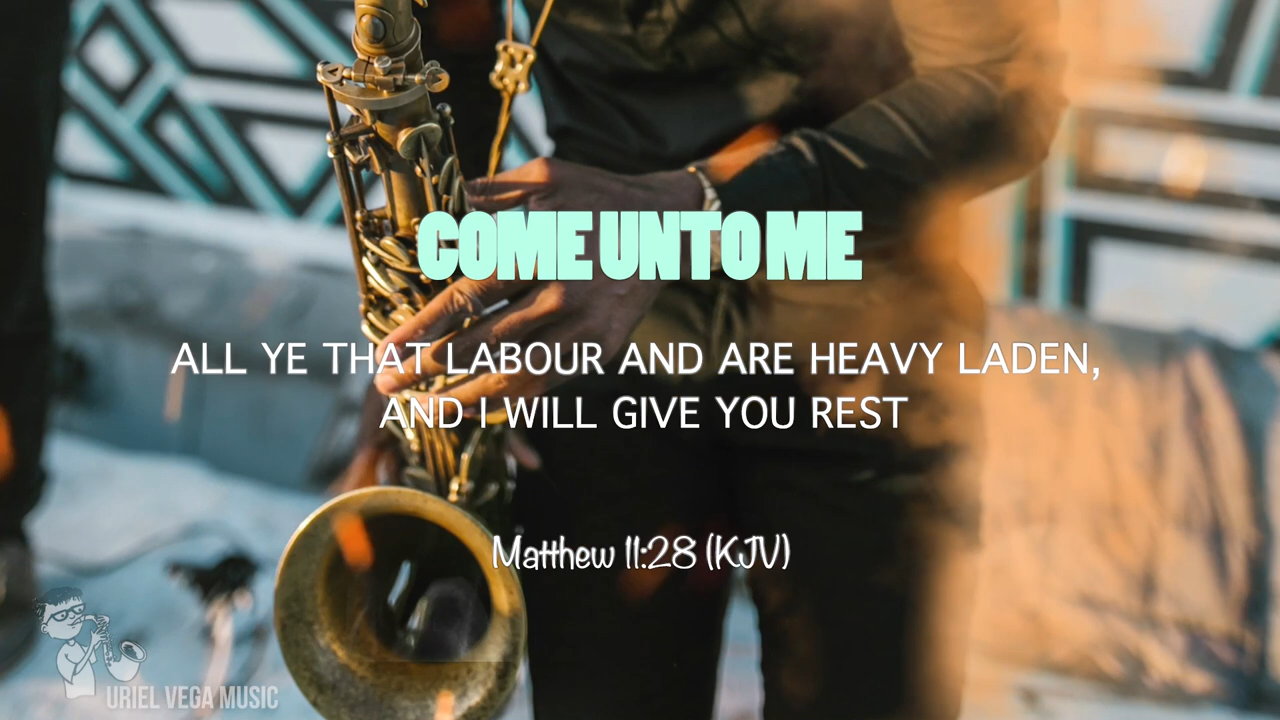 COME UNTO ME
ALL YE THAT LABOUR AND ARE HEAVY LADEN,
AND I WILL GIVE YOU REST
Matthew 11:28 (KJV)
URIEL VEGA MUSIC